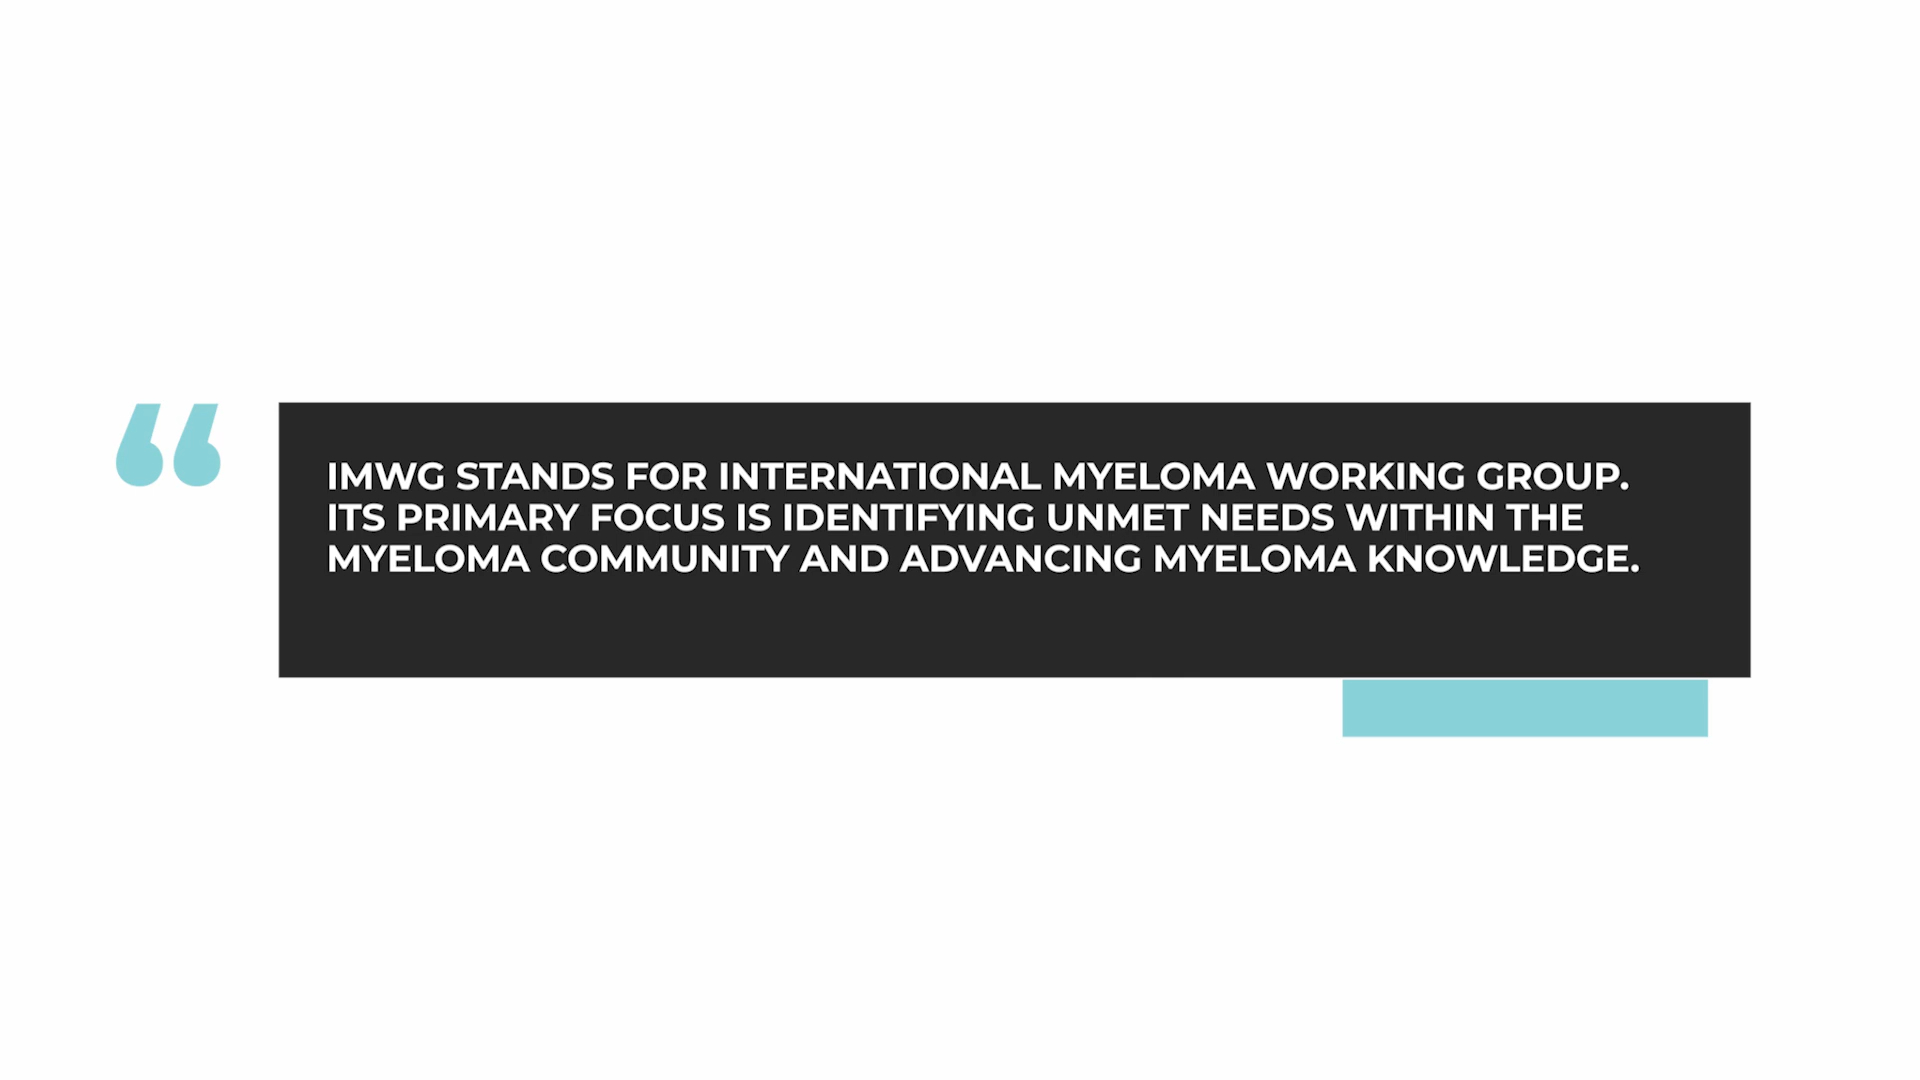 “
IMWG STANDS FOR INTERNATIONAL MYELOMA WORKING GROUP.
ITS PRIMARY FOCUS IS IDENTIFYING UNMET NEEDS WITHIN THE
MYELOMA COMMUNITY AND ADVANCING MYELOMA KNOWLEDGE.